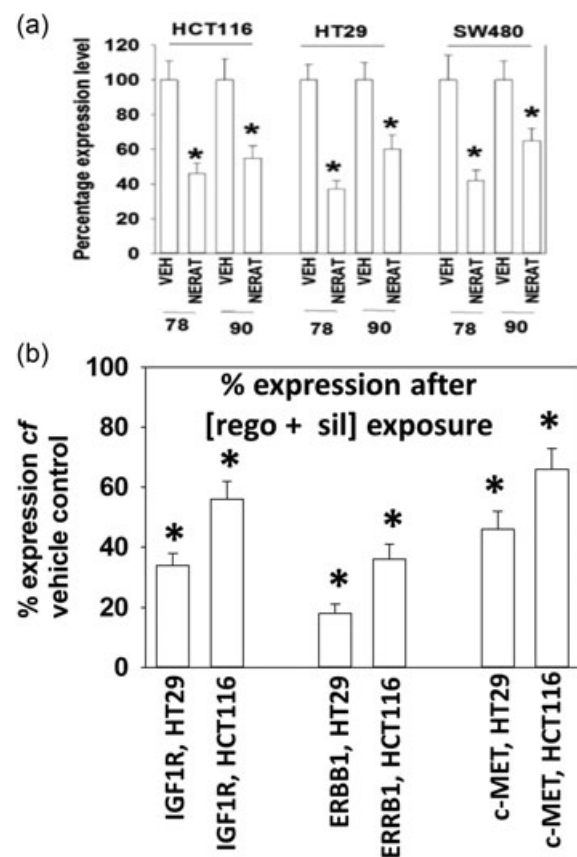 (a)
HCT116 HT29 SW480
Percentage expression level
120
100
80
60
40
20
0
* * * * * *
VEH NERAT VEH NERAT VEH NERAT VEH NERAT VEH NERAT VEH NERAT
78 90 78 90 78 90
(b)
% expression after
[rego + sil] exposure
% expression cf
vehicle control
100
80
60
40
20
0
* * * * * *
IGF1R, HT29
IGF1R, HCT116
ERBB1, HT29
ERRB1, HCT116
c-MET, HT29
c-MET, HCT116